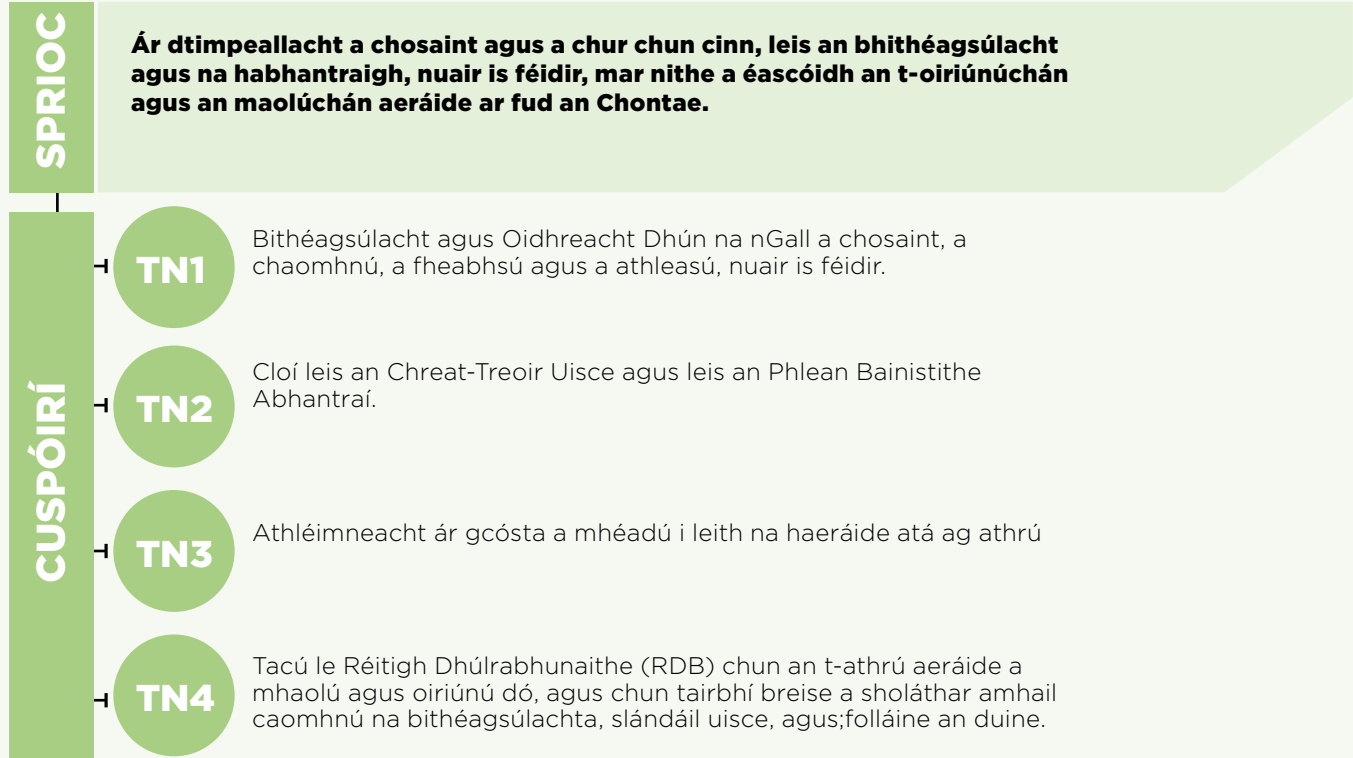 SPRIOC
Ár dtimpeallacht a chosaint agus a chur chun cinn, leis an bhithéagsúlacht
agus na habhantraigh, nuair is féidir, mar nithe a éascóidh an t-oiriúnúchán
agus an maolúchán aeráide ar fud an Chontae.
CUSPÓIRÍ
TN1
Bithéagsúlacht agus Oidhreacht Dhún na nGall a chosaint, a
chaomhnú, a fheabhsú agus a athleasú, nuair is féidir.
TN2
Cloí leis an Chreat-Treoir Uisce agus leis an Phlean Bainistithe
Abhantraí.
TN3
Athléimneacht ár gcósta a mhéadú i leith na haeráide atá ag athrú
TN4
Tacú le Réitigh Dhúlrabhunaithe (RDB) chun an t-athrú aeráide a
mhaolú agus oiriúnú dó, agus chun tairbhí breise a sholáthar amhail
caomhnú na bithéagsúlachta, slándáil uisce, agus;folláine an duine.